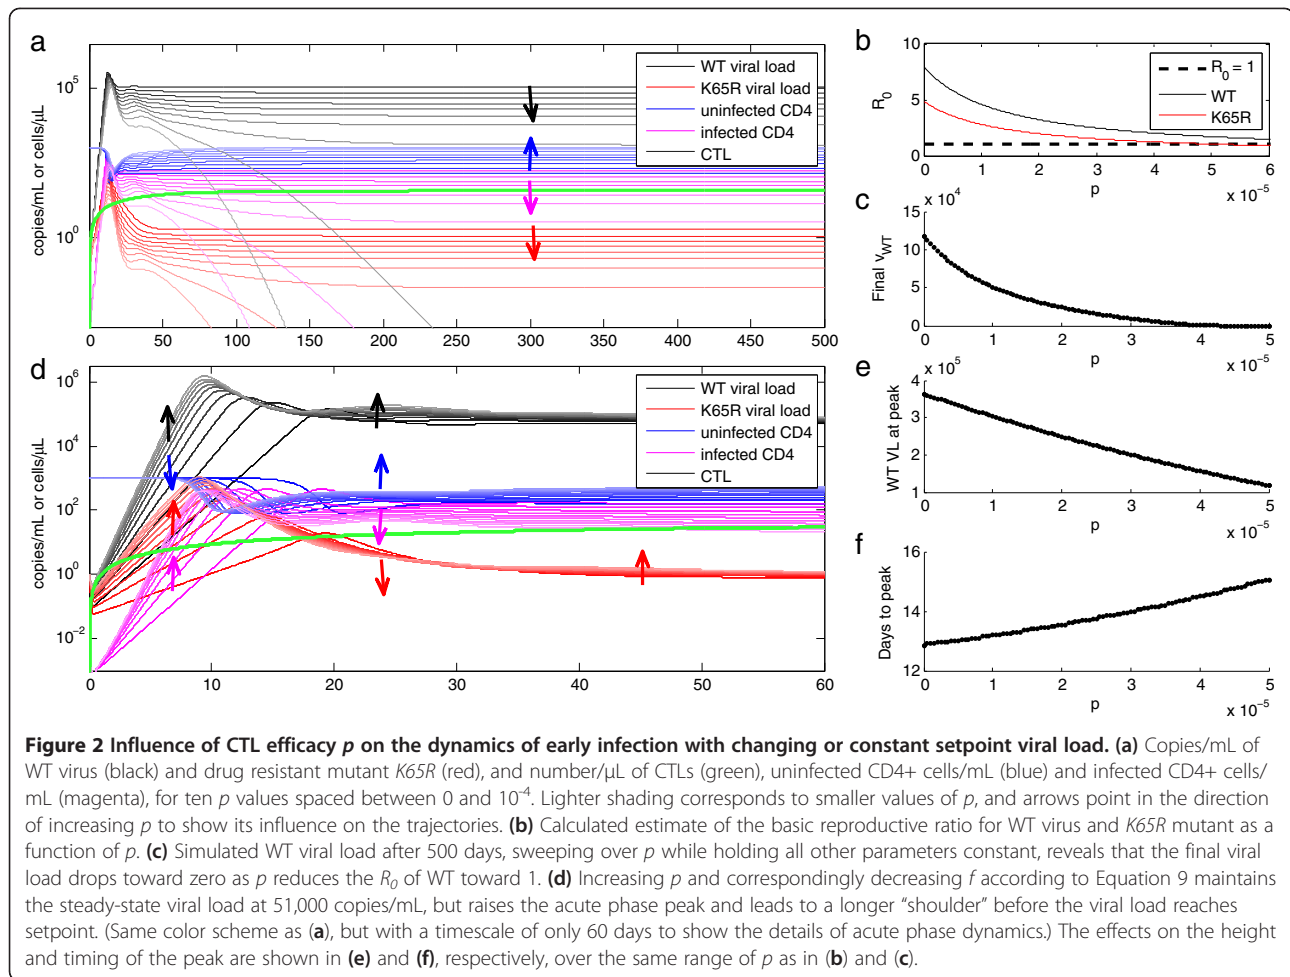 a
10^5
10^0
copies/mL or cells/µL
WT viral load
K65R viral load
uninfected CD4
infected CD4
CTL
0 50 100 150 200 250 300 350 400 450 500
b
10
5
0
R_0
R_0 = 1
WT
K65R
0 1 2 3 4 5 6
p
x 10^-5
c
x 10^4
15
10
5
0
Final v_WT
0 1 2 3 4 5
p
x 10^-5
d
10^6
10^4
10^2
10^0
10^-2
copies/mL or cells/µL
WT viral load
K65R viral load
uninfected CD4
infected CD4
CTL
0 10 20 30 40 50 60
e
x 10^5
4
3
2
1
WT VL at peak
0 1 2 3 4 5
p
x 10^-5
f
16
14
12
Days to peak
0 1 2 3 4 5
p
x 10^-5
Figure 2 Influence of CTL efficacy p on the dynamics of early infection with changing or constant setpoint viral load. (a) Copies/mL of
WT virus (black) and drug resistant mutant K65R (red), and number/µL of CTLs (green), uninfected CD4+ cells/mL (blue) and infected CD4+ cells/
mL (magenta), for ten p values spaced between 0 and 10^-4. Lighter shading corresponds to smaller values of p, and arrows point in the direction
of increasing p to show its influence on the trajectories. (b) Calculated estimate of the basic reproductive ratio for WT virus and K65R mutant as a
function of p. (c) Simulated WT viral load after 500 days, sweeping over p while holding all other parameters constant, reveals that the final viral
load drops toward zero as p reduces the R_0 of WT toward 1. (d) Increasing p and correspondingly decreasing f according to Equation 9 maintains
the steady-state viral load at 51,000 copies/mL, but raises the acute phase peak and leads to a longer “shoulder” before the viral load reaches
setpoint. (Same color scheme as (a), but with a timescale of only 60 days to show the details of acute phase dynamics.) The effects on the height
and timing of the peak are shown in (e) and (f), respectively, over the same range of p as in (b) and (c).